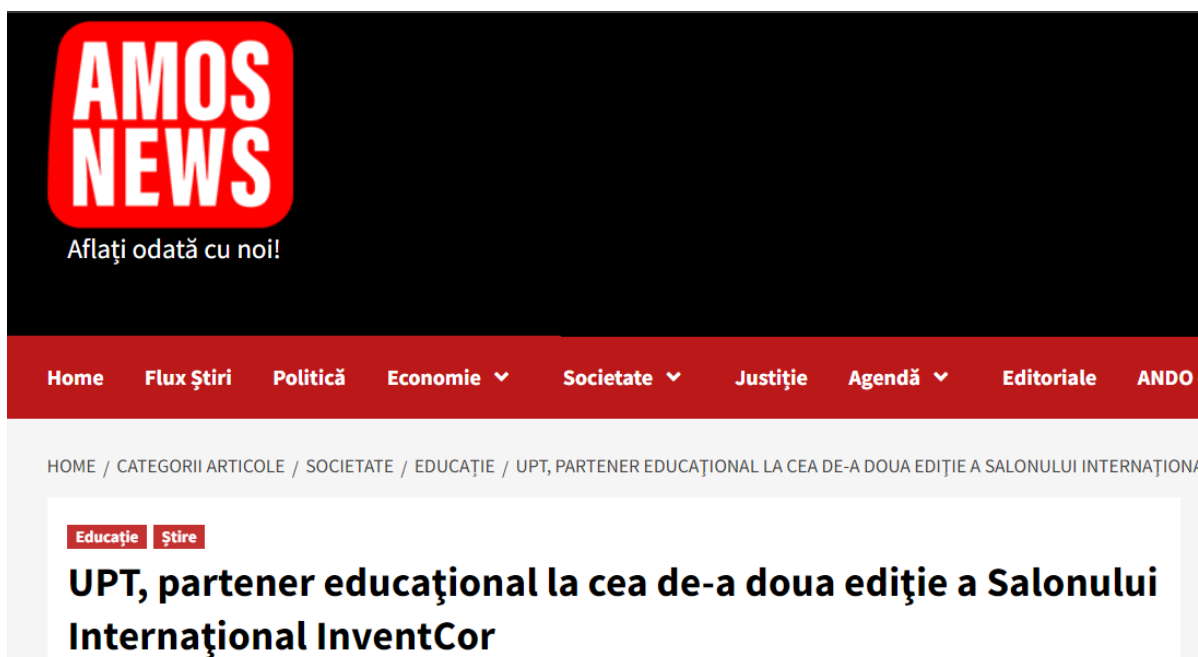 AMOS
NEWS
Aflați odată cu noi!
Home Flux Știri Politică Economie Societate Justiție Agendă Editoriale ANDO
HOME / CATEGORII ARTICOLE / SOCIETATE / EDUCAȚIE / UPT, PARTENER EDUCAŢIONAL LA CEA DE-A DOUA EDIŢIE A SALONULUI INTERNAŢIONA
Educație Știre
UPT, partener educaţional la cea de-a doua ediţie a Salonului
Internaţional InventCor